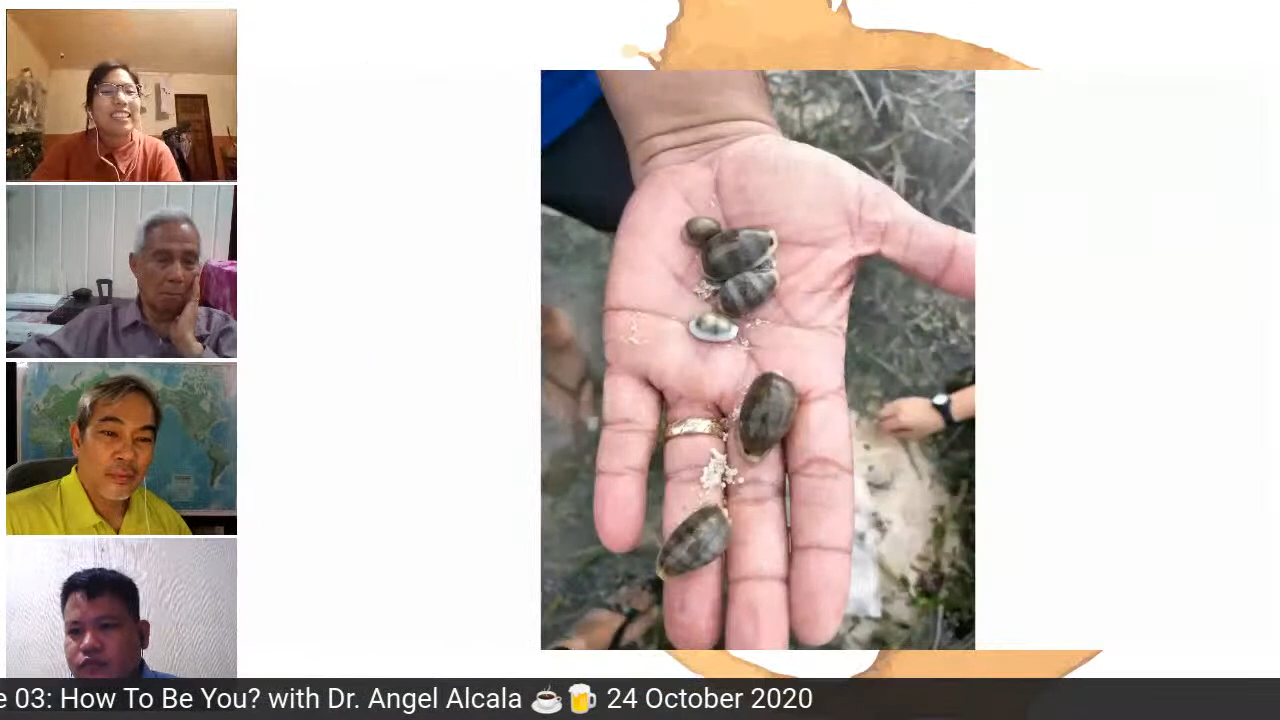 e 03: How To Be You? with Dr. Angel Alcala ☕🍺 24 October 2020